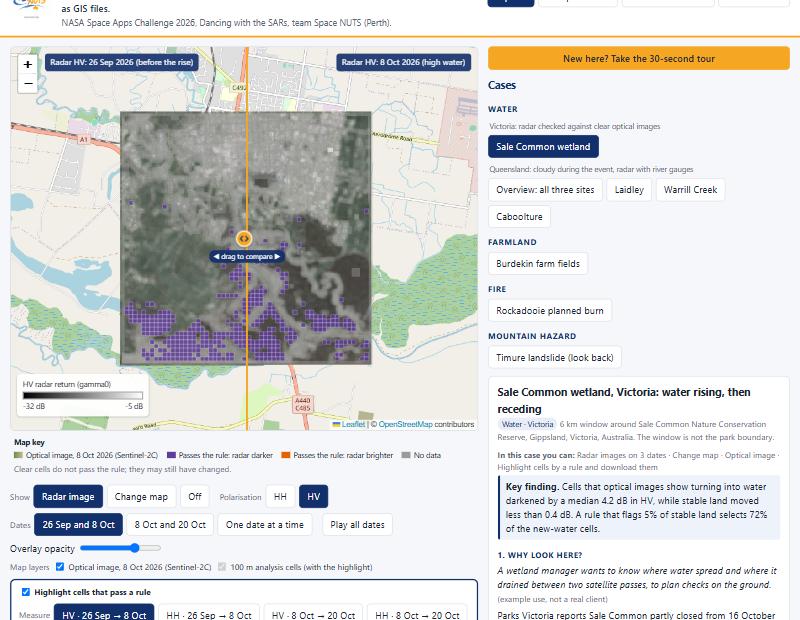 as GIS files.
NASA Space Apps Challenge 2026, Dancing with the SARs, team Space NUTS (Perth).
+
−
Radar HV: 26 Sep 2026 (before the rise)
Radar HV: 8 Oct 2026 (high water)
C492
A1
Aerodrome Road
◀ drag to compare ▶
HV radar return (gamma0)
-32 dB
-5 dB
A440
C485
Leaflet | © OpenStreetMap contributors
Map key
Optical image, 8 Oct 2026 (Sentinel-2C)
Passes the rule: radar darker
Passes the rule: radar brighter
No data
Clear cells do not pass the rule; they may still have changed.
Show
Radar image
Change map
Off
Polarisation
HH
HV
Dates
26 Sep and 8 Oct
8 Oct and 20 Oct
One date at a time
Play all dates
Overlay opacity
Map layers
Optical image, 8 Oct 2026 (Sentinel-2C)
100 m analysis cells (with the highlight)
Highlight cells that pass a rule
Measure
HV · 26 Sep → 8 Oct
HH · 26 Sep → 8 Oct
HV · 8 Oct → 20 Oct
HH · 8 Oct → 20 Oct
New here? Take the 30-second tour
Cases
WATER
Victoria: radar checked against clear optical images
Sale Common wetland
Queensland: cloudy during the event, radar with river gauges
Overview: all three sites
Laidley
Warrill Creek
Caboolture
FARMLAND
Burdekin farm fields
FIRE
Rockadooie planned burn
MOUNTAIN HAZARD
Timure landslide (look back)
Sale Common wetland, Victoria: water rising, then
receding
Water · Victoria 6 km window around Sale Common Nature Conservation
Reserve, Gippsland, Victoria, Australia. The window is not the park boundary.
In this case you can: Radar images on 3 dates · Change map · Optical image ·
Highlight cells by a rule and download them
Key finding. Cells that optical images show turning into water
darkened by a median 4.2 dB in HV, while stable land moved
less than 0.4 dB. A rule that flags 5% of stable land selects 72%
of the new-water cells.
1. WHY LOOK HERE?
A wetland manager wants to know where water spread and where it
drained between two satellite passes, to plan checks on the ground.
(example use, not a real client)
Parks Victoria reports Sale Common partly closed from 16 October